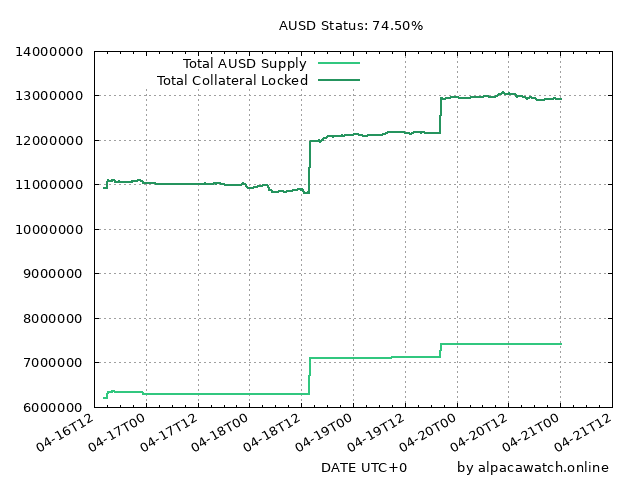 AUSD Status: 74.50%
Total AUSD Supply
Total Collateral Locked
14000000
13000000
12000000
11000000
10000000
9000000
8000000
7000000
6000000
04-16T12
04-17T00
04-17T12
04-18T00
04-18T12
04-19T00
04-19T12
04-20T00
04-20T12
04-21T00
04-21T12
DATE UTC+0
by alpacawatch.online